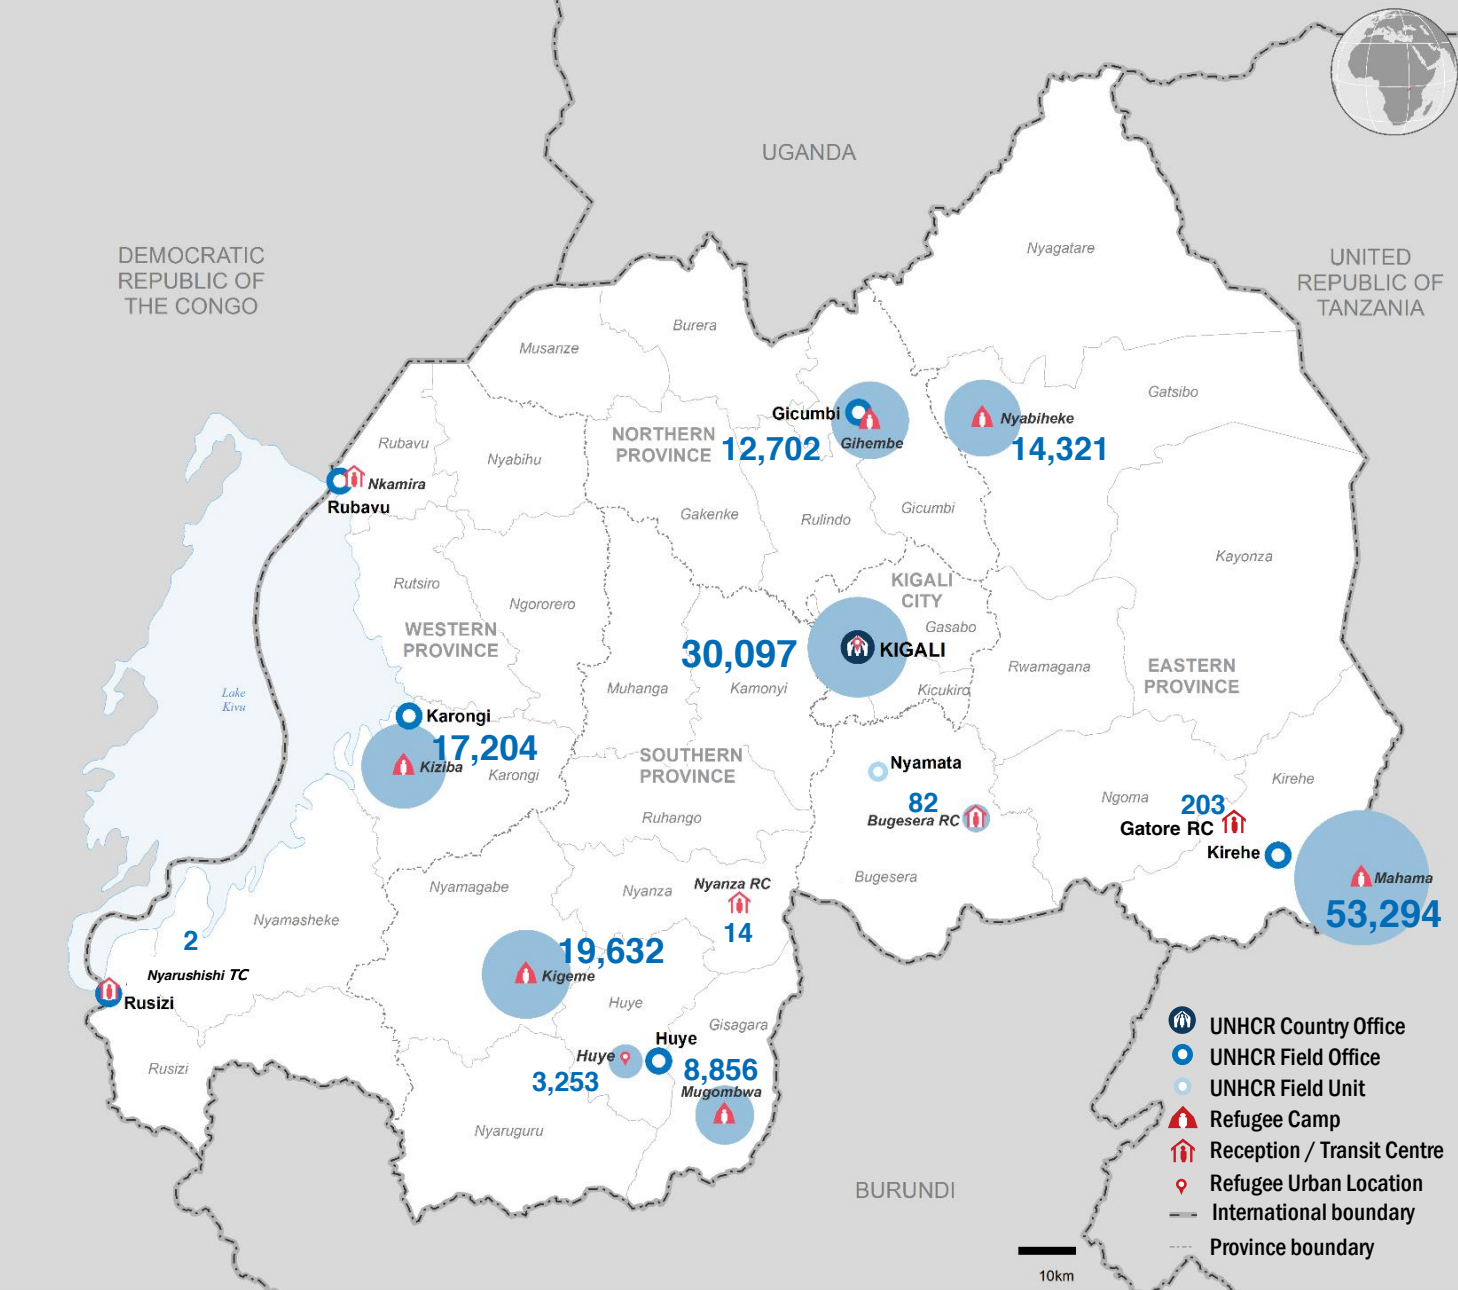 UGANDA
DEMOCRATIC
REPUBLIC OF
THE CONGO
UNITED
REPUBLIC OF
TANZANIA
Nyagatare
Burera
Musanze
Gatsibo
Gicumbi
Gihembe
12,702
Nyabiheke
14,321
NORTHERN
PROVINCE
Rubavu
Nyabihu
Nkamira
Rubavu
Gakenke
Rulindo
Gicumbi
Kayonza
Rutsiro
Ngororero
KIGALI
CITY
Gasabo
WESTERN
PROVINCE
30,097
KIGALI
Rwamagana
EASTERN
PROVINCE
Muhanga
Kamonyi
Kicukiro
Lake
Kivu
Karongi
17,204
Kiziba
Karongi
SOUTHERN
PROVINCE
Nyamata
82
Bugesera RC
Kirehe
Ngoma
203
Gatore RC
Kirehe
Ruhango
Bugesera
Mahama
53,294
Nyamagabe
Nyanza
Nyanza RC
14
Nyamasheke
2
Nyarushishi TC
Rusizi
19,632
Kigeme
Huye
Gisagara
Rusizi
Huye
Huye
3,253
8,856
Mugombwa
Nyaruguru
BURUNDI
UNHCR Country Office
UNHCR Field Office
UNHCR Field Unit
Refugee Camp
Reception / Transit Centre
Refugee Urban Location
International boundary
Province boundary
10km